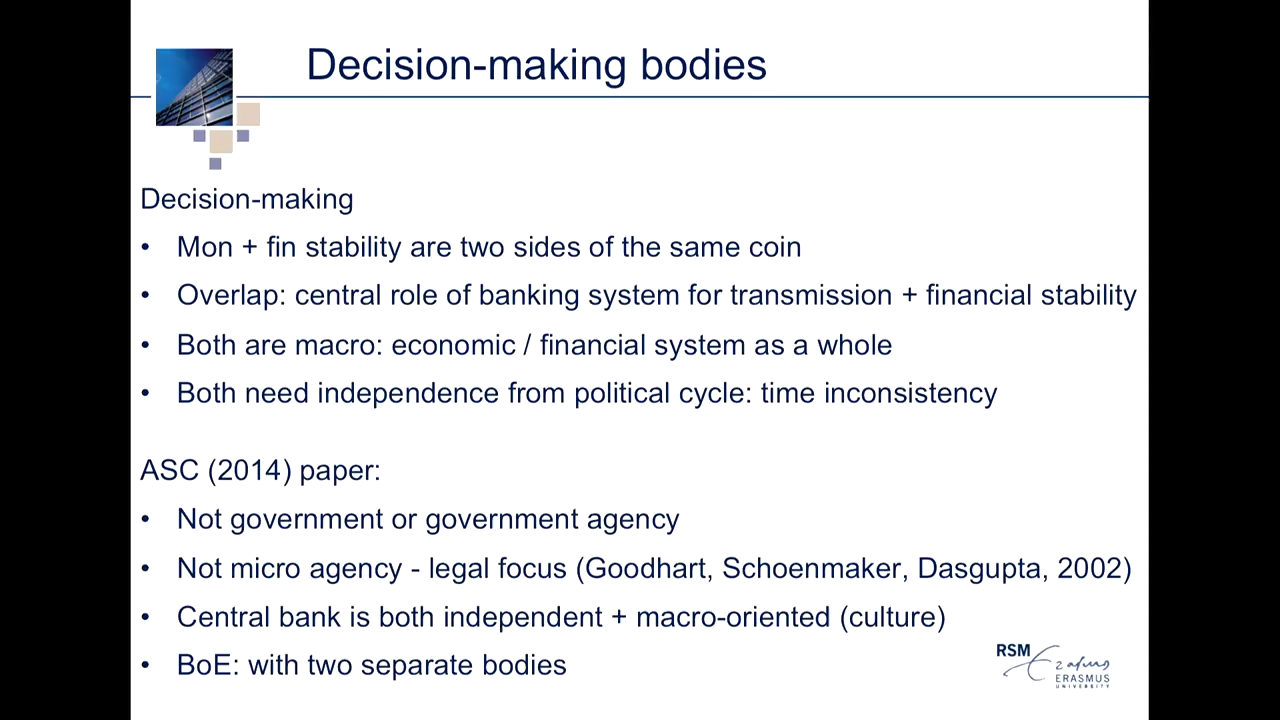 Decision-making bodies
Decision-making
• Mon + fin stability are two sides of the same coin
• Overlap: central role of banking system for transmission + financial stability
• Both are macro: economic / financial system as a whole
• Both need independence from political cycle: time inconsistency
ASC (2014) paper:
• Not government or government agency
• Not micro agency - legal focus (Goodhart, Schoenmaker, Dasgupta, 2002)
• Central bank is both independent + macro-oriented (culture)
• BoE: with two separate bodies
RSM
Erasmus
ERASMUS
UNIVERSITY